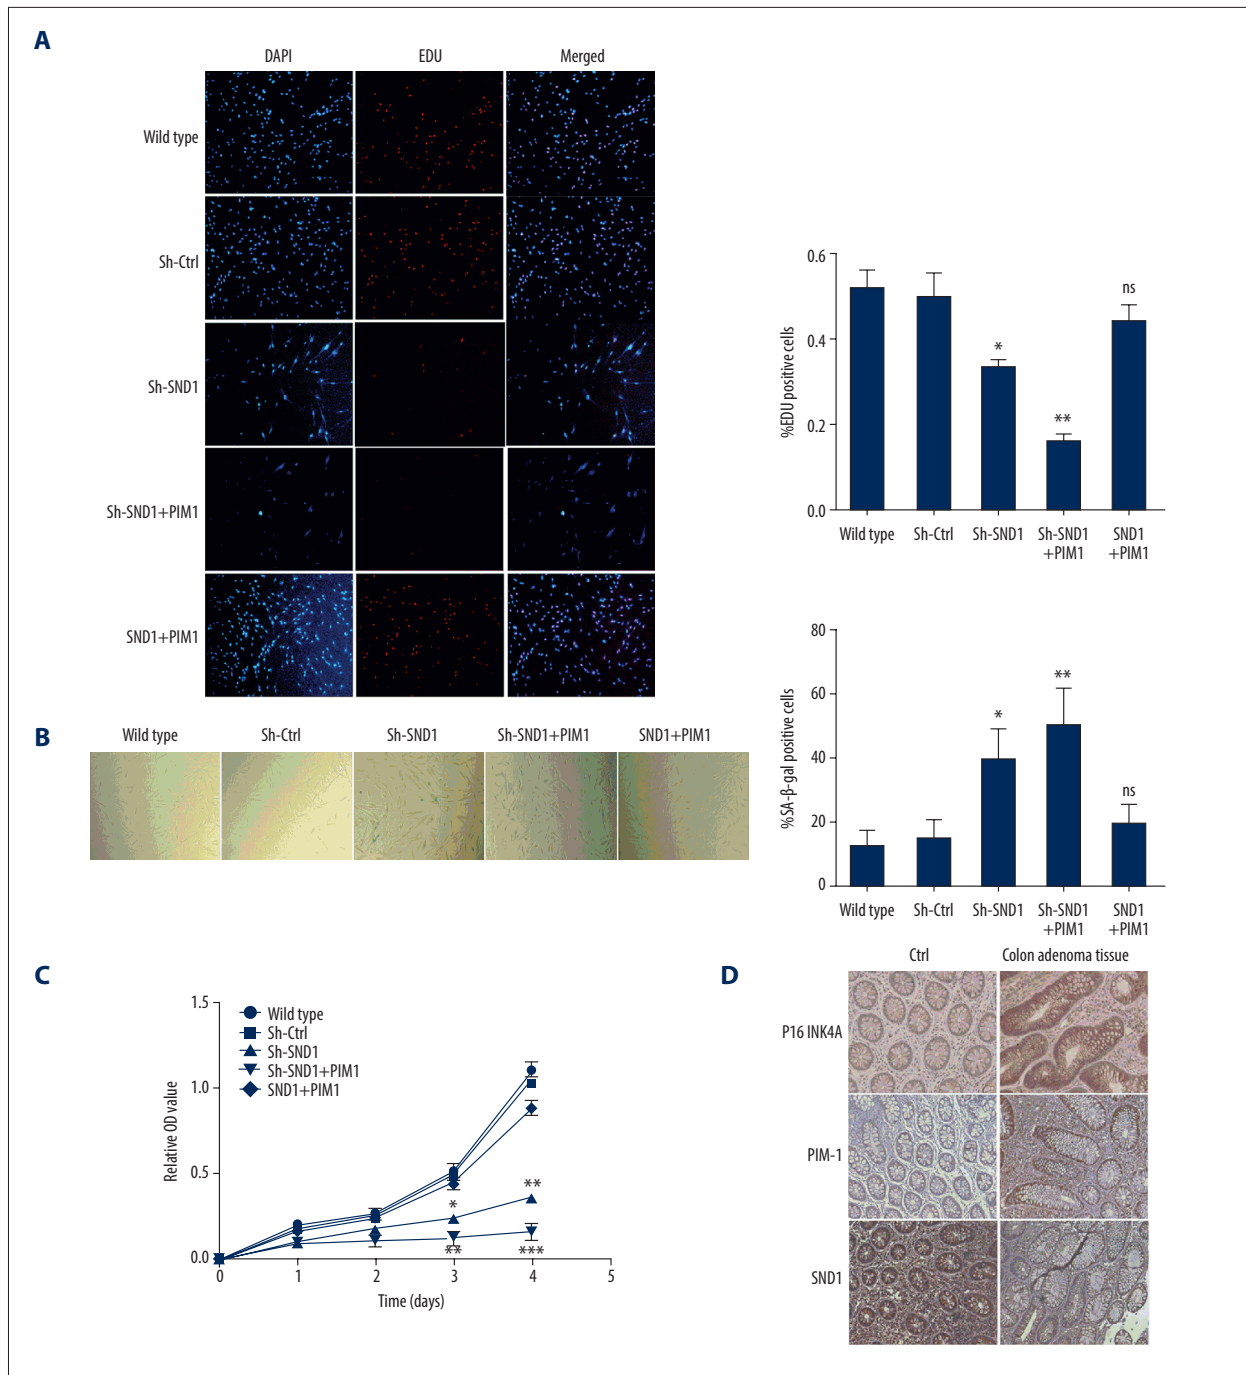 A
DAPI EDU Merged
Wild type
Sh-Ctrl
Sh-SND1
Sh-SND1+PIM1
SND1+PIM1
%EDU positive cells
0.6
0.4
0.2
0.0
ns
*
**
Wild type Sh-Ctrl Sh-SND1 Sh-SND1 +PIM1 SND1 +PIM1
B
Wild type Sh-Ctrl Sh-SND1 Sh-SND1+PIM1 SND1+PIM1
%SA-β-gal positive cells
80
60
40
20
0
**
*
ns
Wild type Sh-Ctrl Sh-SND1 Sh-SND1 +PIM1 SND1 +PIM1
C
Relative OD value
1.5
1.0
0.5
0.0
Wild type
Sh-Ctrl
Sh-SND1
Sh-SND1+PIM1
SND1+PIM1
**
*
** ***
0 1 2 3 4 5
Time (days)
D
Ctrl Colon adenoma tissue
P16 INK4A
PIM-1
SND1